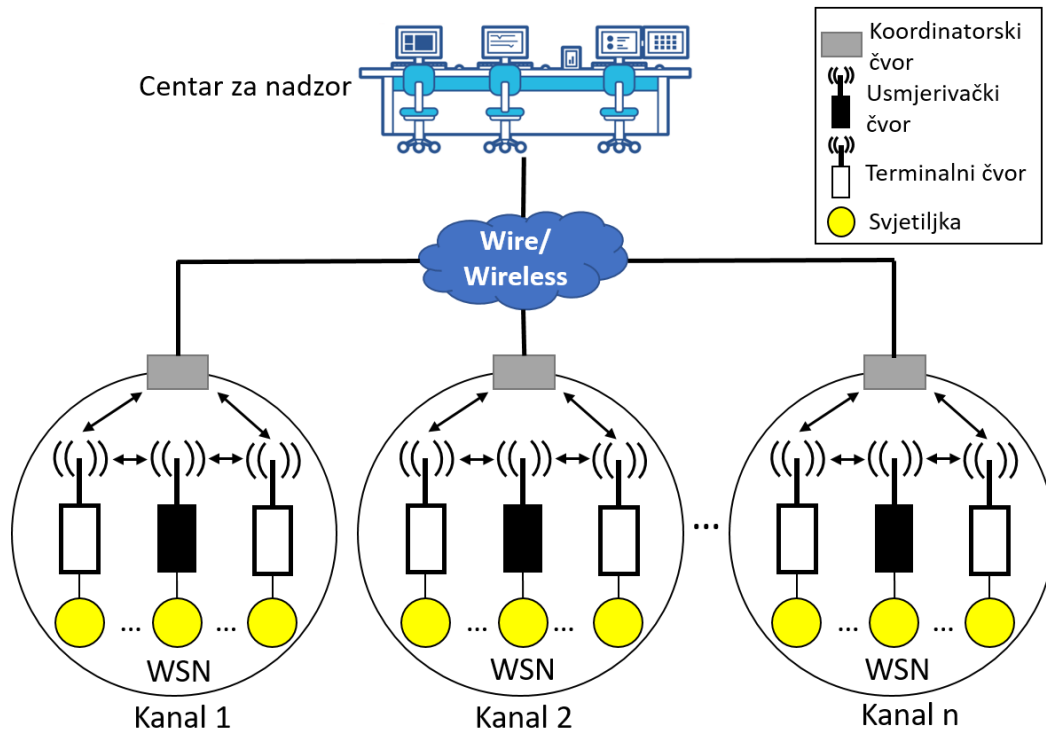 Centar za nadzor
Koordinatorski
čvor
Usmjerivački
čvor
Terminalni čvor
Svjetiljka
Wire/
Wireless
...
... ...
... ...
... ...
WSN
WSN
WSN
Kanal 1
Kanal 2
Kanal n